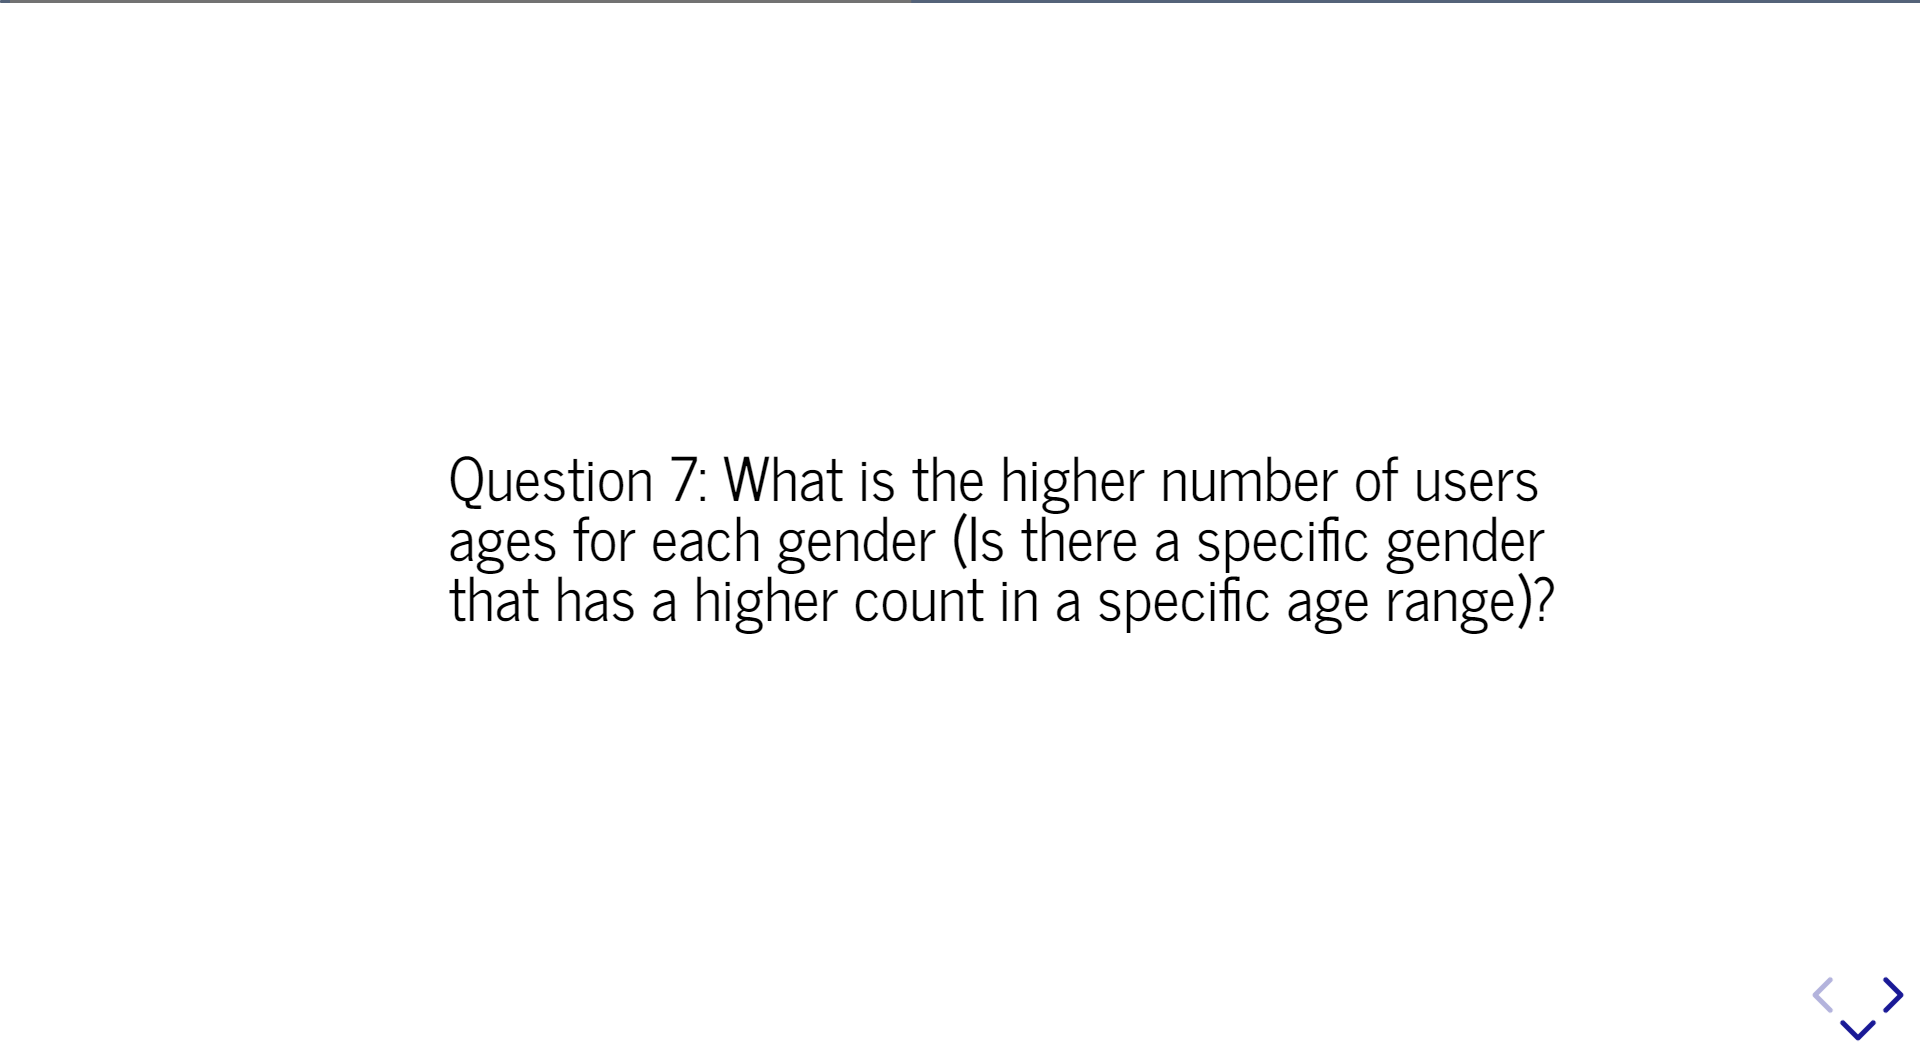 Question 7: What is the higher number of users
ages for each gender (Is there a specific gender
that has a higher count in a specific age range)?